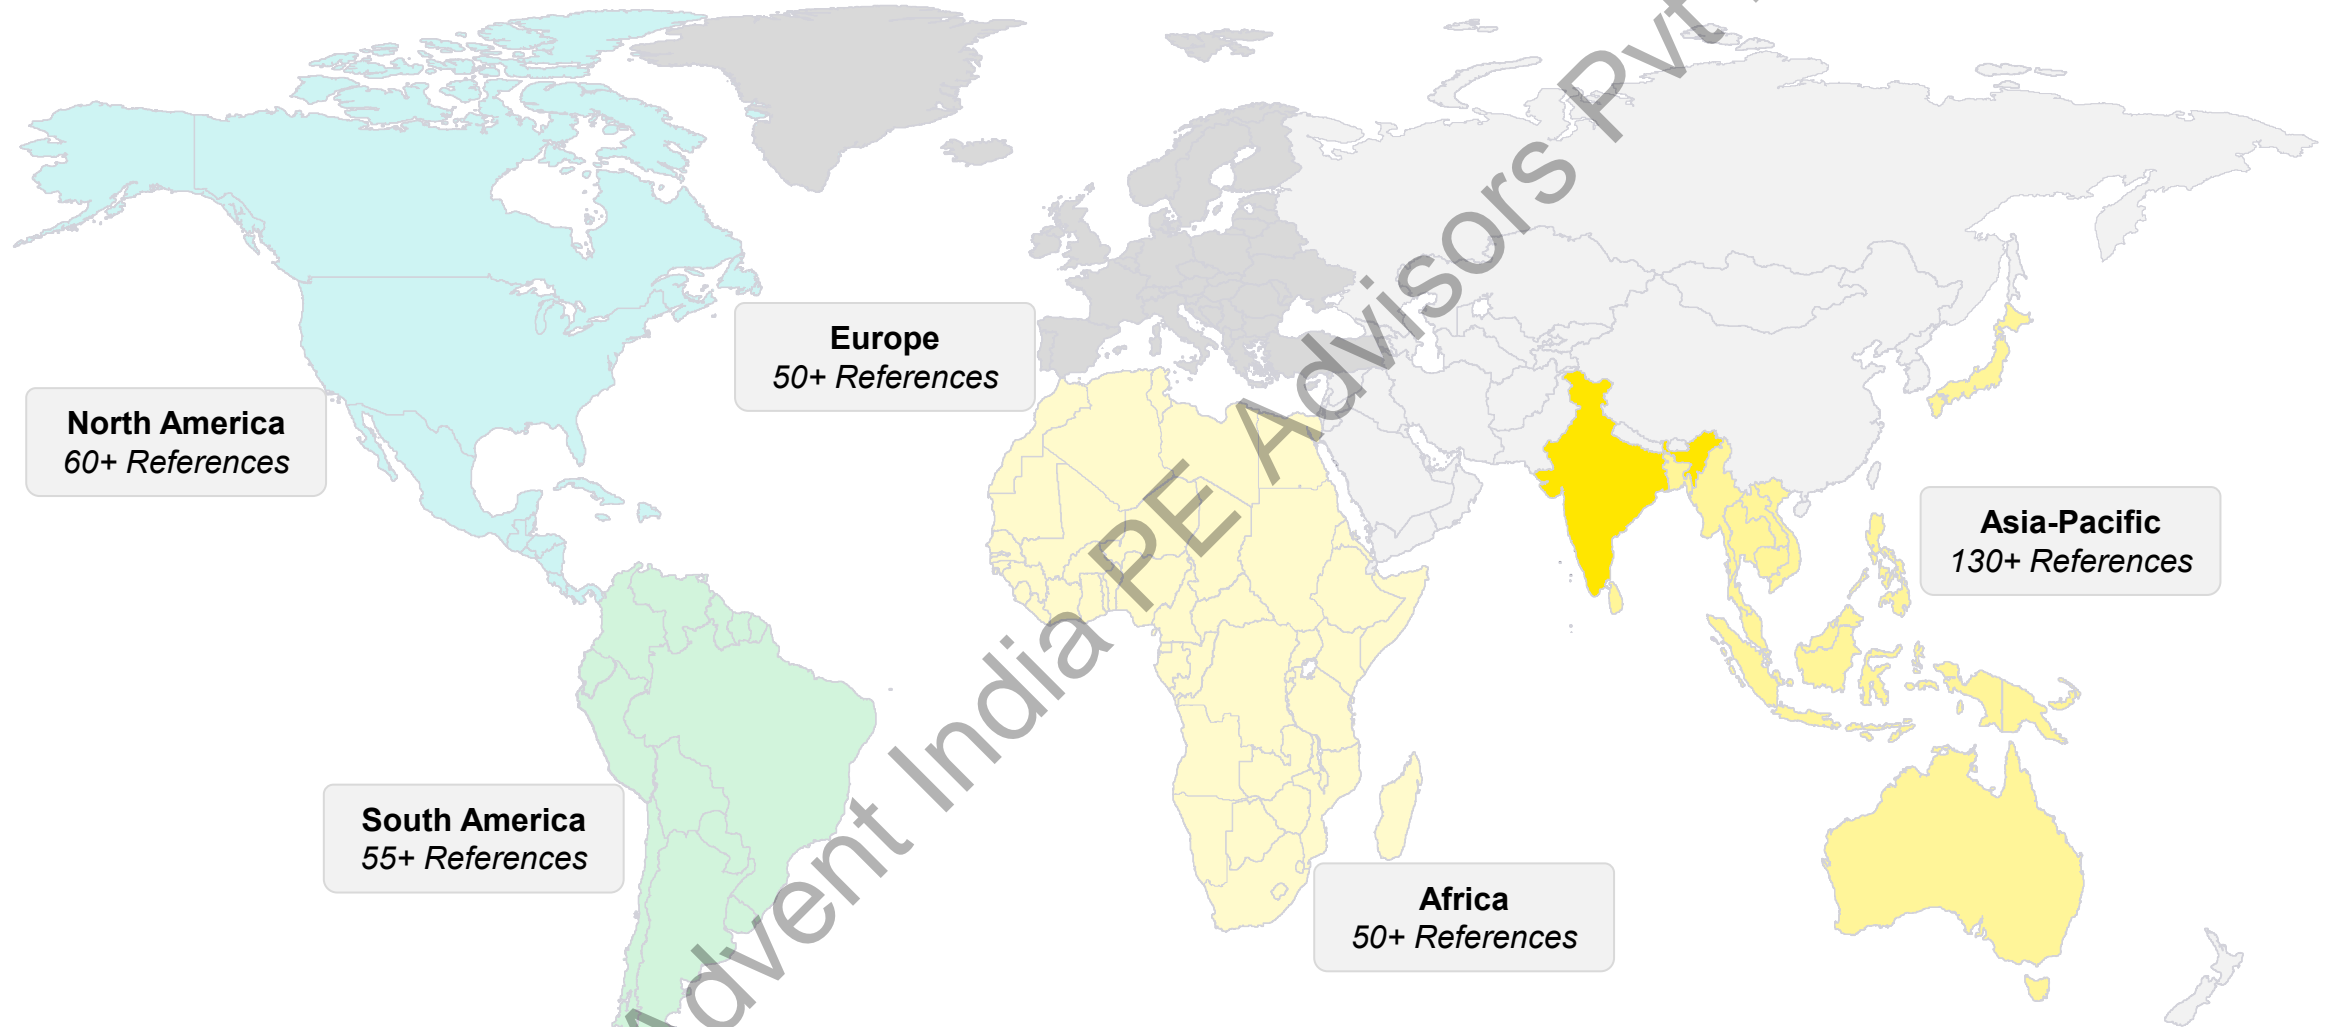 Europe
50+ References
North America
60+ References
Asia-Pacific
130+ References
South America
55+ References
Africa
50+ References
Advent India PE Advisors Pvt